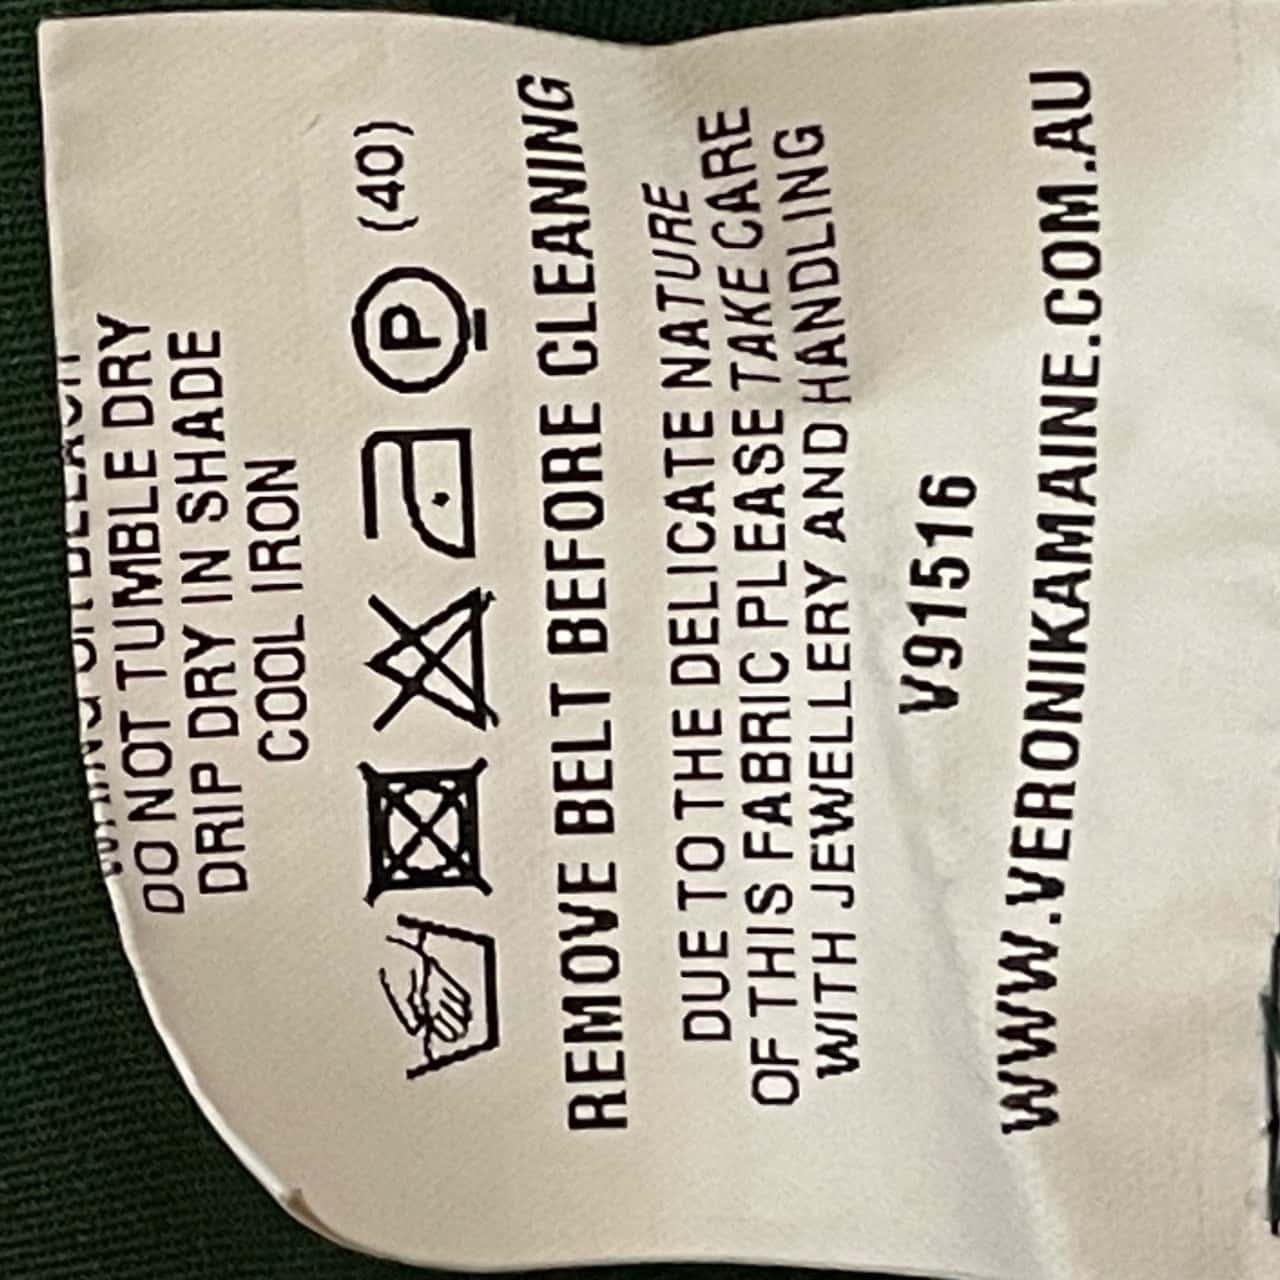 DO NOT TUMBLE DRY
DRIP DRY IN SHADE
COOL IRON
P (40)
REMOVE BELT BEFORE CLEANING
DUE TO THE DELICATE NATURE
OF THIS FABRIC PLEASE TAKE CARE
WITH JEWELLERY AND HANDLING
V91516
WWW.VERONIKAMAINE.COM.AU